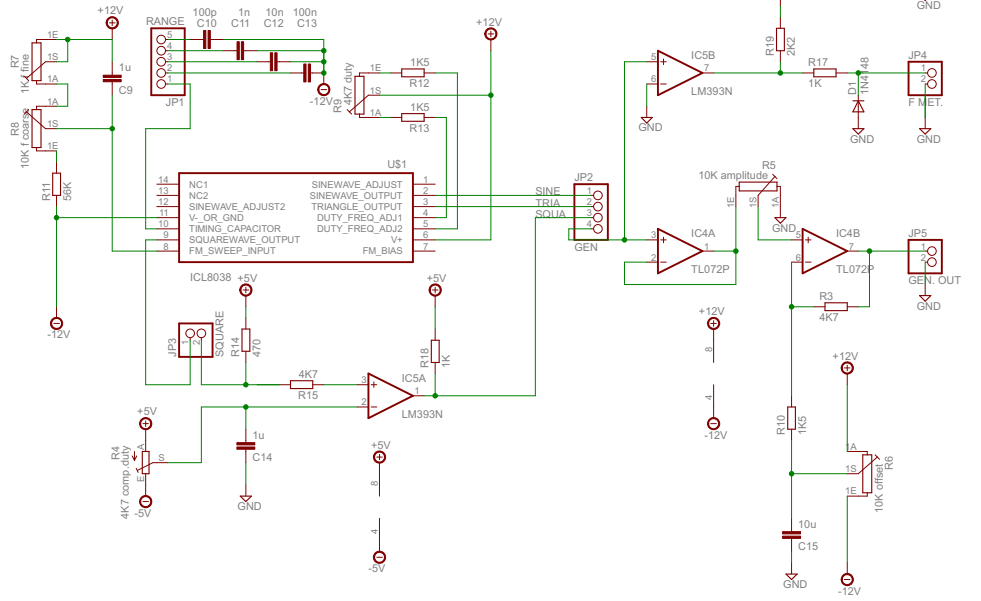 GND
+12V
RANGE
100p
C10
1n
C11
10n
C12
100n
C13
+12V
R19
2K2
R7
1K fine
1E
1S
1A
1u
C9
5
4
3
2
1
JP1
-12V
R9
4K7 duty
1E
1S
1A
1K5
R12
1K5
R13
5
6
7
IC5B
LM393N
GND
R17
1K
D1
1N4148
GND
JP4
1
2
F MET.
GND
R8
10K f coarse
1A
1S
1E
R11
56K
-12V
U$1
14 NC1 SINEWAVE_ADJUST 1
13 NC2 SINEWAVE_OUTPUT 2
12 SINEWAVE_ADJUST2 TRIANGLE_OUTPUT 3
11 V-_OR_GND DUTY_FREQ_ADJ1 4
10 TIMING_CAPACITOR DUTY_FREQ_ADJ2 5
9 SQUAREWAVE_OUTPUT V+ 6
8 FM_SWEEP_INPUT FM_BIAS 7
ICL8038
JP2
SINE 1
TRIA 2
SQUA 3
4
GEN
R5
10K amplitude
1E
1S
1A
GND
3
2
1
IC4A
TL072P
5
6
7
IC4B
TL072P
JP5
1
2
GEN. OUT
GND
R3
4K7
+5V
+5V
JP3
1
2
SQUARE
R14
470
R18
1K
4K7
R15
3
2
1
IC5A
LM393N
+12V
8
4
-12V
+12V
R10
1K5
+5V
R4
4K7 comp.duty
A
S
E
-5V
1u
C14
GND
+5V
8
4
-5V
1A
1S
1E
R6
10K offset
10u
C15
GND
-12V